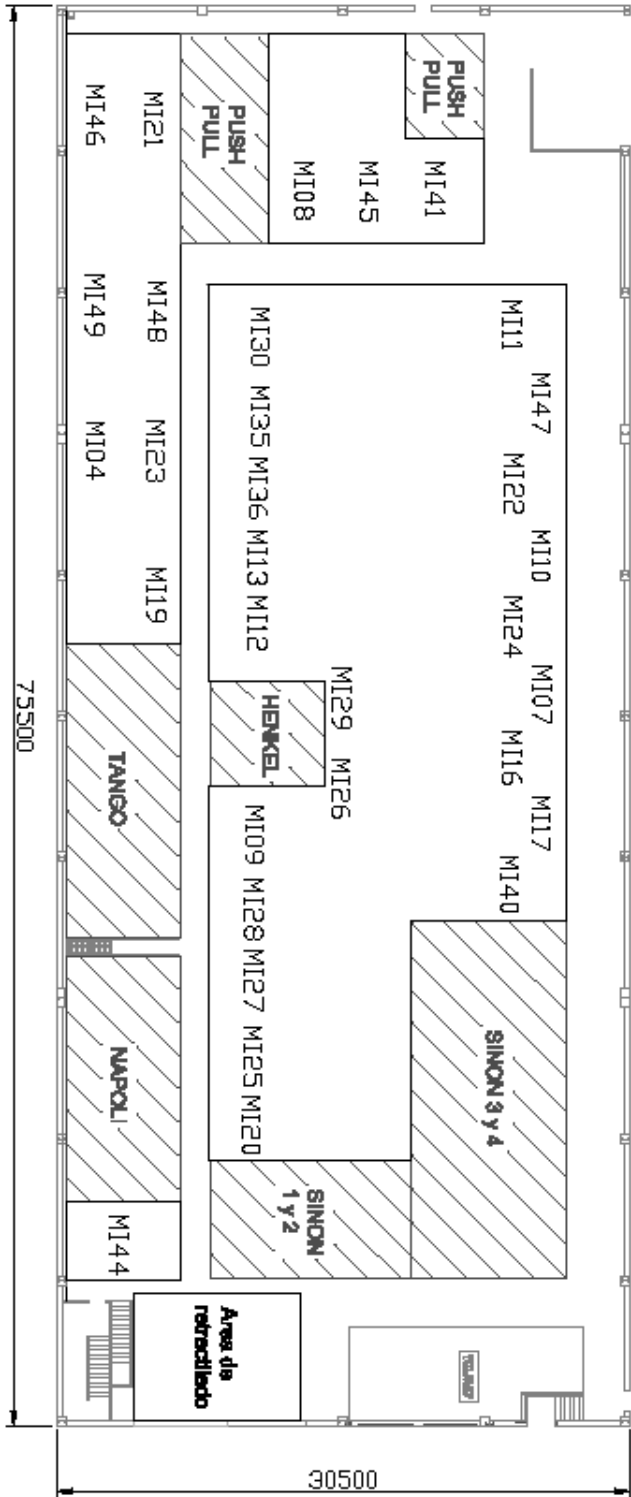 MI47 MI10 MI07 MI17
MI11 MI22 MI24 MI16 MI40
SINON 3 y 4
PUSH
PULL
MI41
MI45
MI29 MI26
MI08
SINON
1 y 2
HENKEL
MI30 MI35 MI36 MI13 MI12
MI09 MI28 MI27 MI25 MI20
PUSH
PULL
Area de
retractilado
MI21 MI48 MI23 MI19
TANGO
NAPOLI
MI44
MI46 MI49 MI04
75500
30500